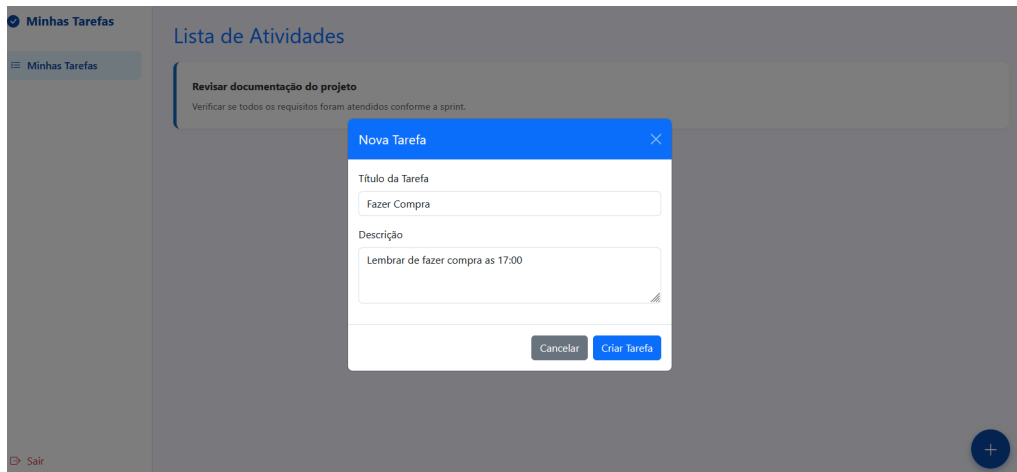 Minhas Tarefas
Minhas Tarefas
Sair
Lista de Atividades
Revisar documentação do projeto
Verificar se todos os requisitos foram atendidos conforme a sprint.
Nova Tarefa
Título da Tarefa
Fazer Compra
Descrição
Lembrar de fazer compra as 17:00
Cancelar
Criar Tarefa